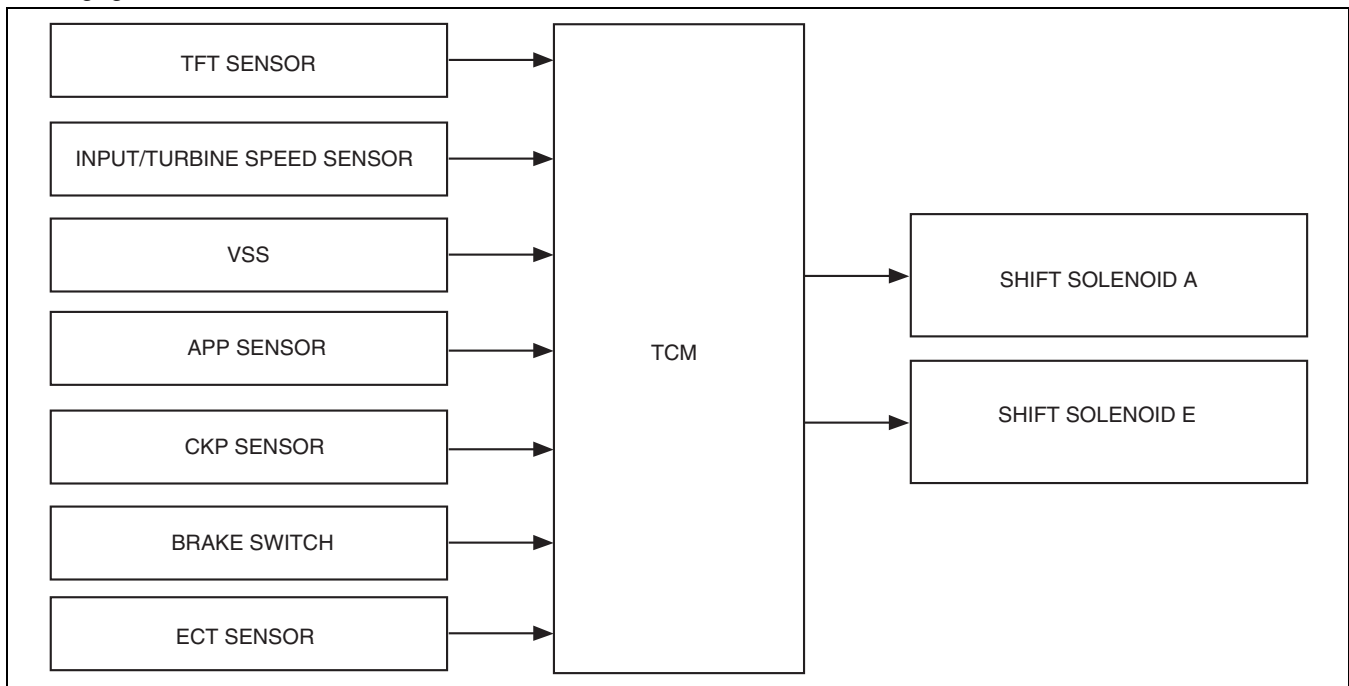 TFT SENSOR
INPUT/TURBINE SPEED SENSOR
VSS
APP SENSOR
CKP SENSOR
BRAKE SWITCH
ECT SENSOR
TCM
SHIFT SOLENOID A
SHIFT SOLENOID E